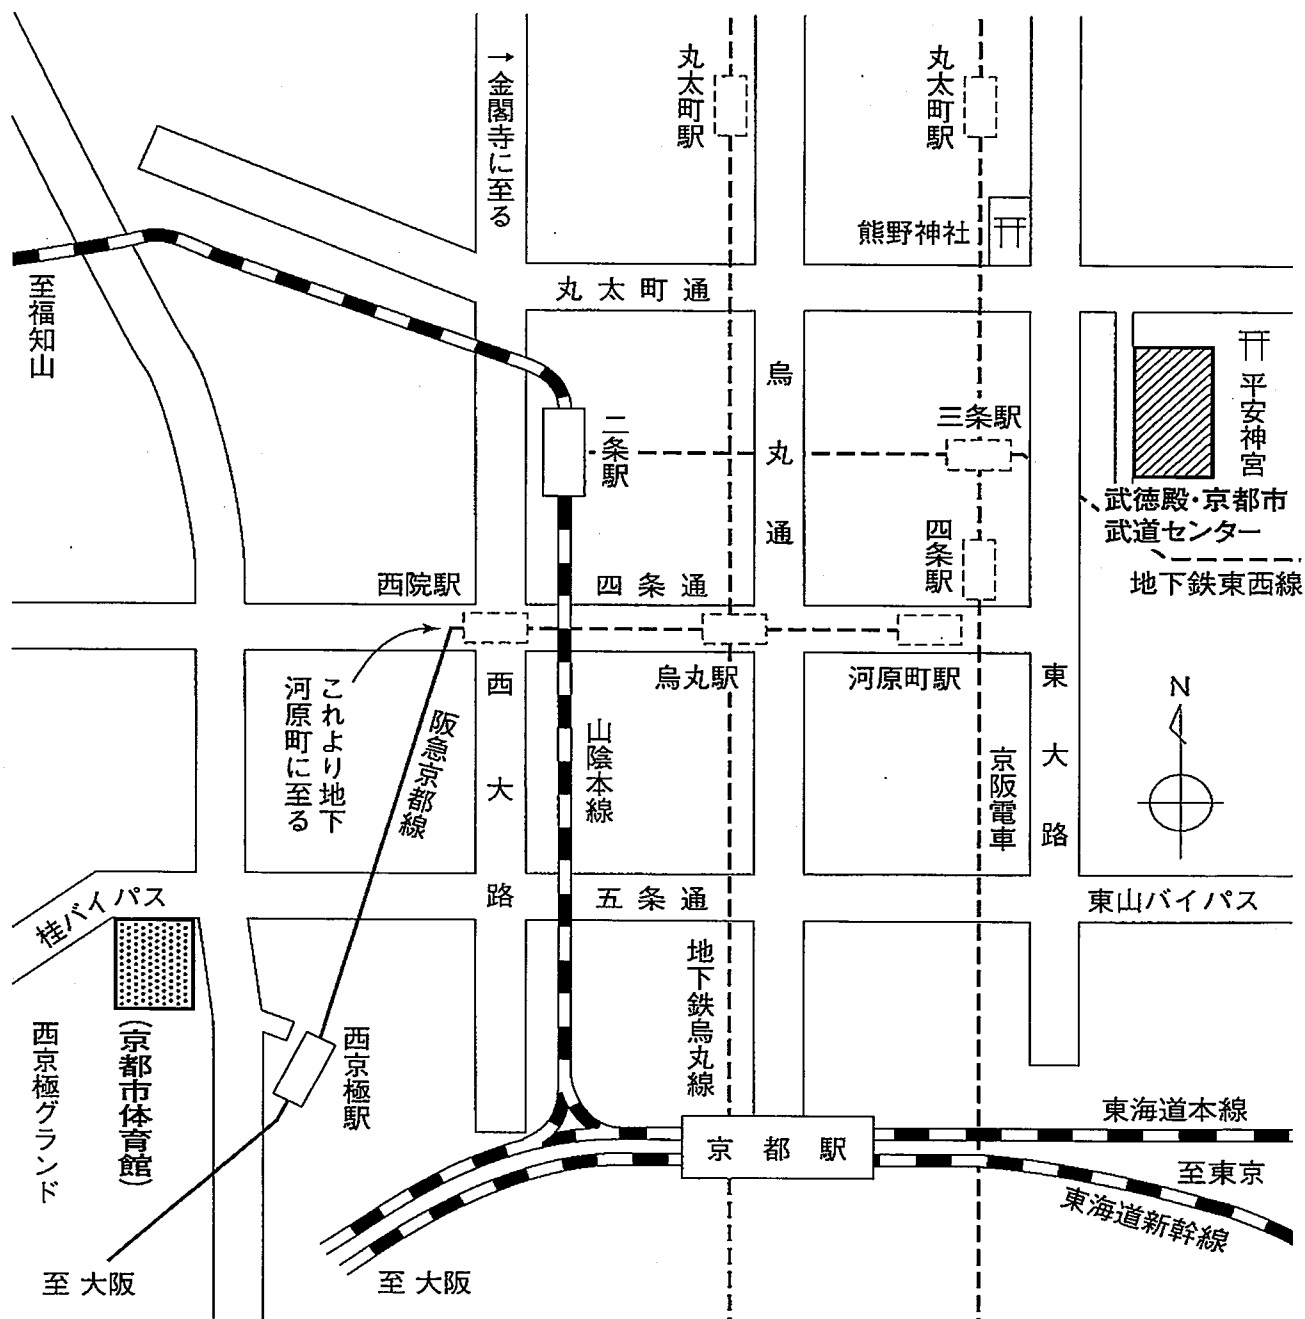 →金閣寺に至る
丸太町駅
丸太町駅
熊野神社
至福知山
丸太町通
烏丸通
平安神宮
二条駅
三条駅
武徳殿・京都市
武道センター
地下鉄東西線
四条駅
西院駅
四条通
烏丸駅
河原町駅
これより地下
河原町に至る
阪急京都線
西大路
山陰本線
京阪電車
東大路
N
桂バイパス
五条通
東山バイパス
地下鉄烏丸線
西京極グランド
(京都市体育館)
西京極駅
京都駅
東海道本線
至東京
東海道新幹線
至大阪
至大阪